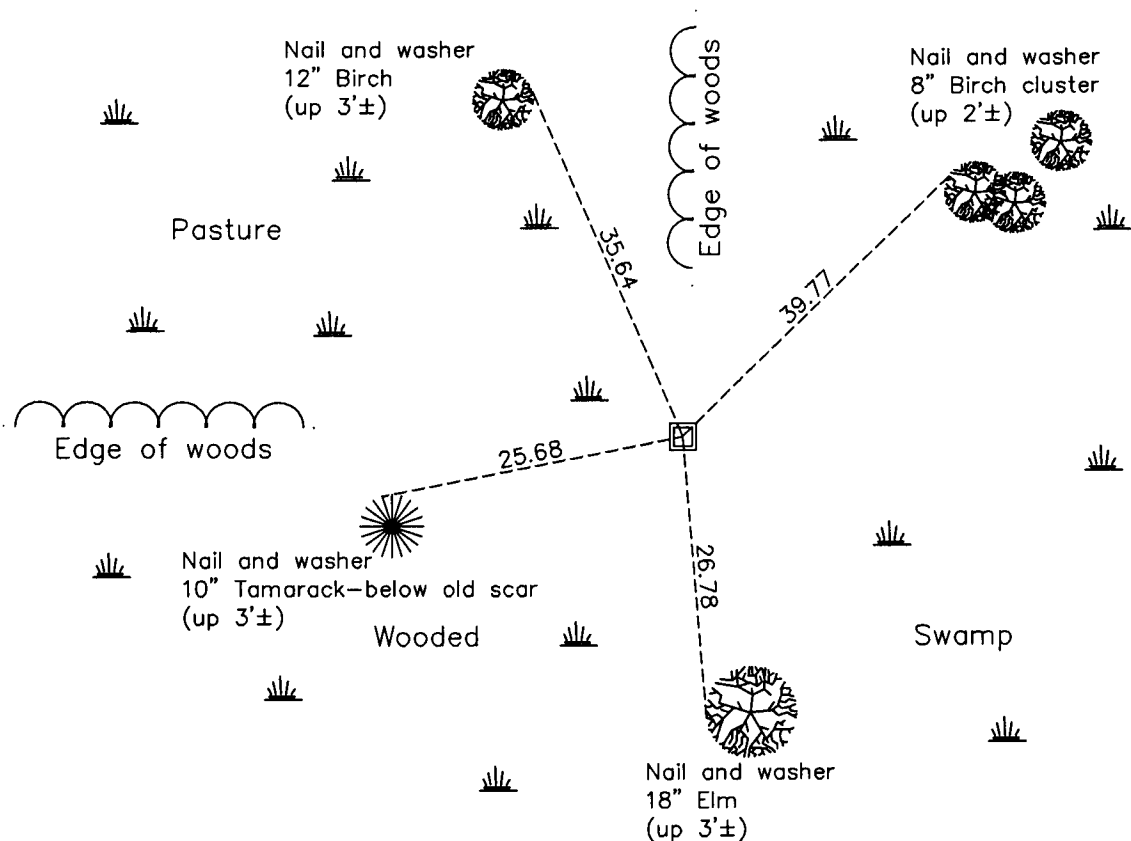 Nail and washer
12" Birch
(up 3'±)
Edge of woods
Nail and washer
8" Birch cluster
(up 2'±)
Pasture
35.64
39.77
Edge of woods
25.68
Nail and washer
10" Tamarack-below old scar
(up 3'±)
26.78
Wooded
Swamp
Nail and washer
18" Elm
(up 3'±)